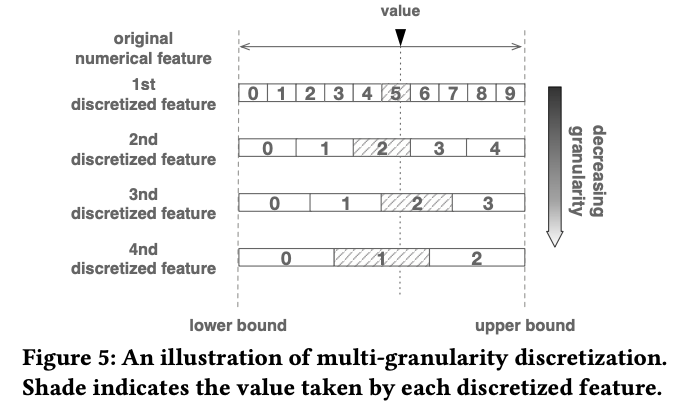 value
original
numerical feature
1st
discretized feature
0 1 2 3 4 5 6 7 8 9
2nd
discretized feature
0 1 2 3 4
3nd
discretized feature
0 1 2 3
4nd
discretized feature
0 1 2
decreasing
granularity
lower bound
upper bound
Figure 5: An illustration of multi-granularity discretization.
Shade indicates the value taken by each discretized feature.